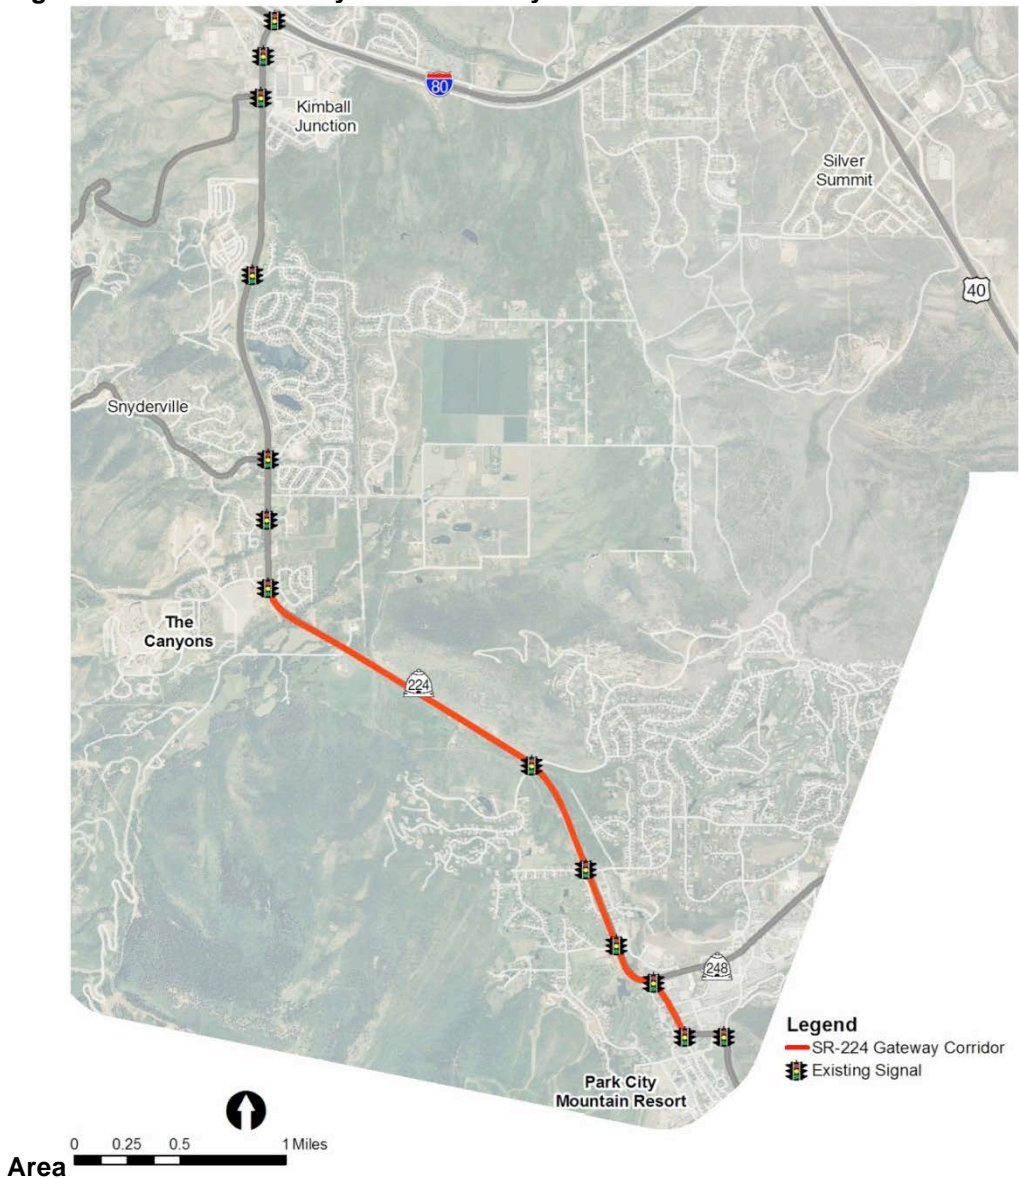 80
Kimball
Junction
Silver
Summit
40
Snyderville
The
Canyons
224
248
Legend
SR-224 Gateway Corridor
Existing Signal
Park City
Mountain Resort
0 0.25 0.5 1 Miles
Area